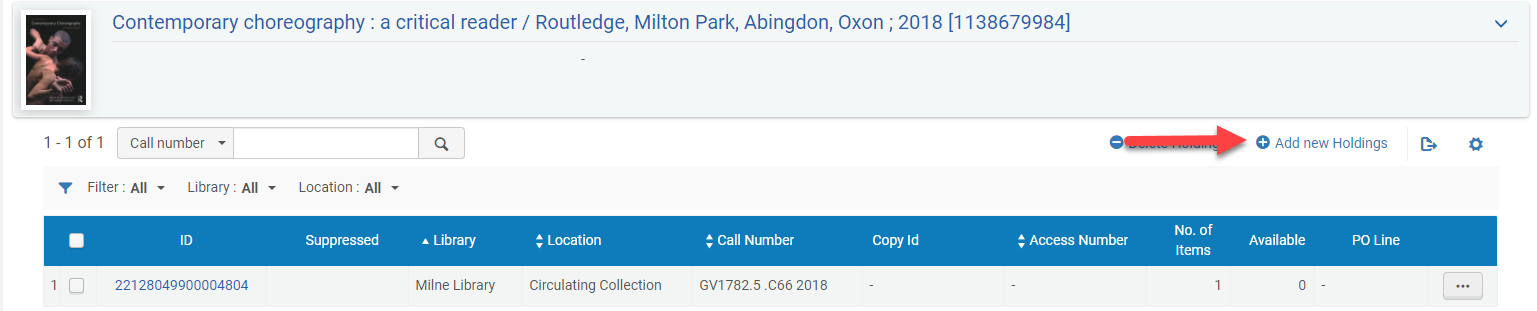 Contemporary choreography : a critical reader / Routledge, Milton Park, Abingdon, Oxon ; 2018 [1138679984]
-
1 - 1 of 1 Call number Add new Holdings
Filter : All Library : All Location : All
ID Suppressed Library Location Call Number Copy Id Access Number No. of Items Available PO Line
1 22128049900004804 Milne Library Circulating Collection GV1782.5 .C66 2018 - - 1 0 -